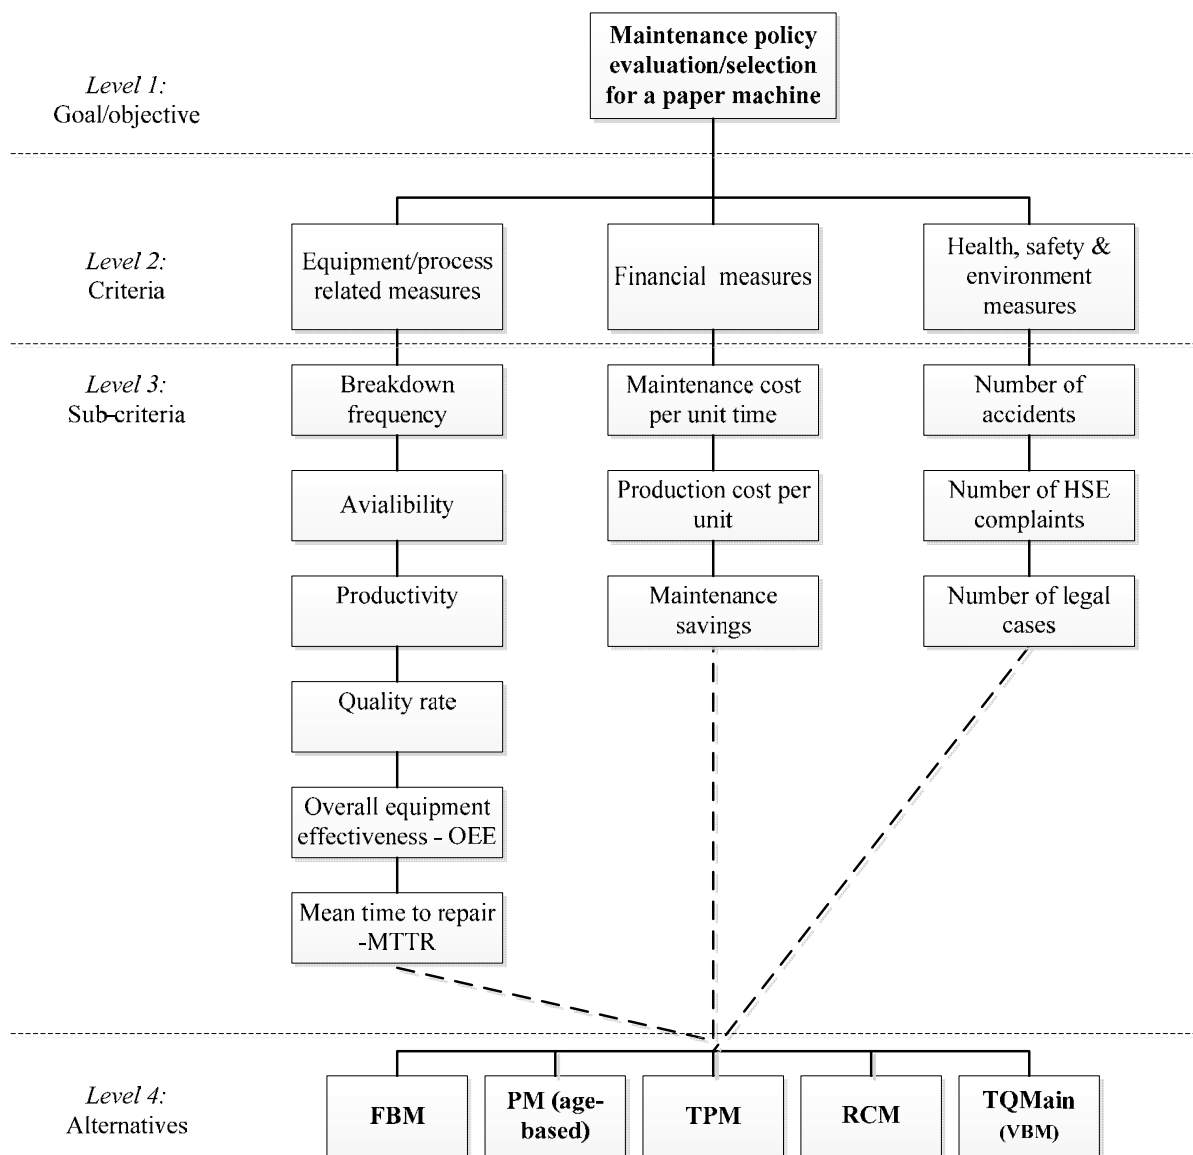 Maintenance policy
evaluation/selection
for a paper machine
Level 1:
Goal/objective
Level 2:
Criteria
Equipment/process
related measures
Financial measures
Health, safety &
environment
measures
Level 3:
Sub-criteria
Breakdown
frequency
Maintenance cost
per unit time
Number of
accidents
Avialibility
Production cost per
unit
Number of HSE
complaints
Productivity
Maintenance
savings
Number of legal
cases
Quality rate
Overall equipment
effectiveness - OEE
Mean time to repair
-MTTR
Level 4:
Alternatives
FBM
PM (age-
based)
TPM
RCM
TQMain
(VBM)